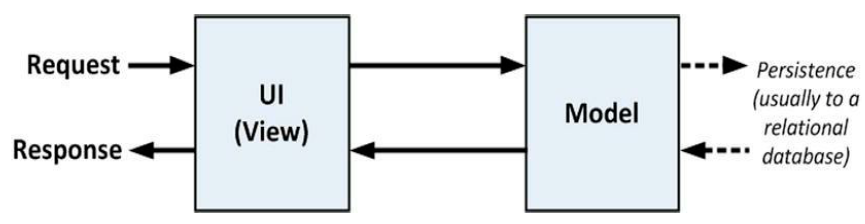 Request
Response
UI
(View)
Model
Persistence
(usually to a
relational
database)